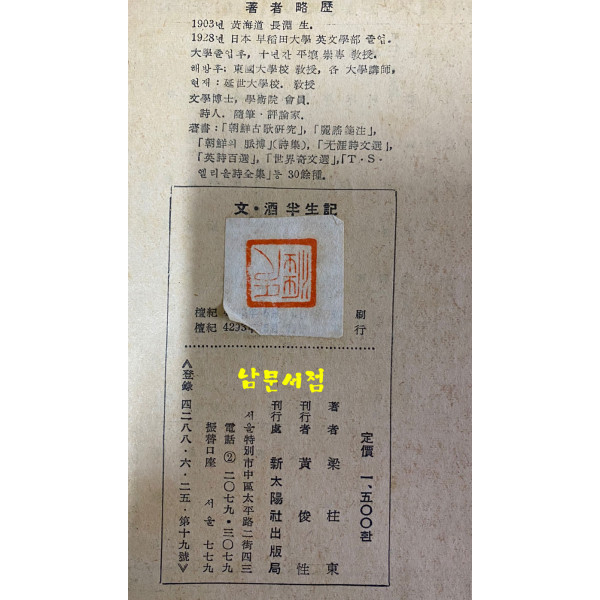 著者略歷
1903년 黃海道 長淵 生.
1928년 日本 早稻田大學 英文學部 졸업.
大學졸업후, 十년간 平壤 崇專 敎授.
해방후; 東國大學校 敎授, 各 大學講師,
현재: 延世大學校. 敎授
文學博士, 學術院 會員.
詩人. 隨筆·評論家.
著書:「朝鮮古歌硏究」,「麗謠箋注」,
「朝鮮의 脈搏」(詩集),「无涯詩文選」,
「英詩百選」,「世界奇文選」,「T·S·
엘리올詩全集」等 30餘種.
文·酒 半生記
檀紀 刷
檀紀 42 行
남문서점
定價 一,五〇〇환
著者 梁柱東
刊行者 黃俊性
刊行處 新太陽社出版局
서울特別市中區太平路二街四三
電話② 二〇七九·三〇七九
振替口座 서울 七七九
《登錄 四二八八·六·二五·第十九號》